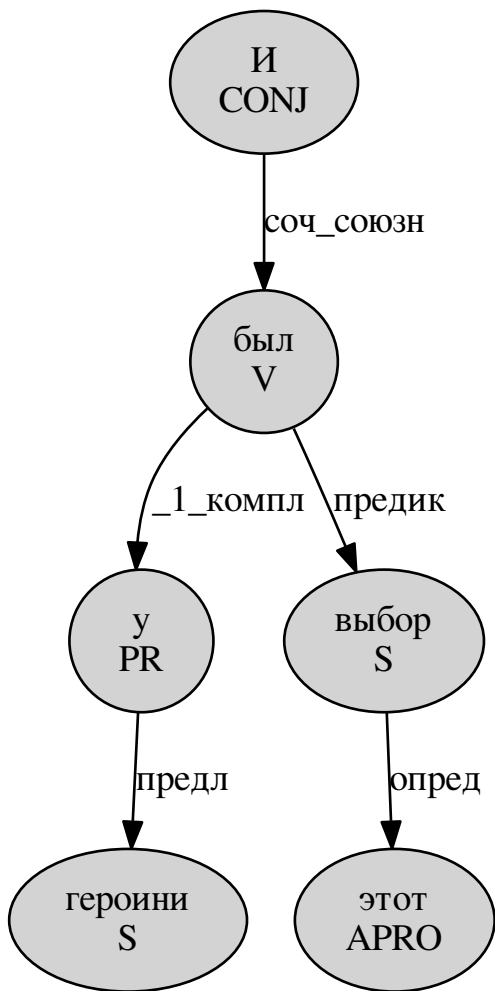 И
CONJ
соч_союзн
был
V
_1_компл
предик
у
PR
выбор
S
предл
опред
героини
S
этот
APRO